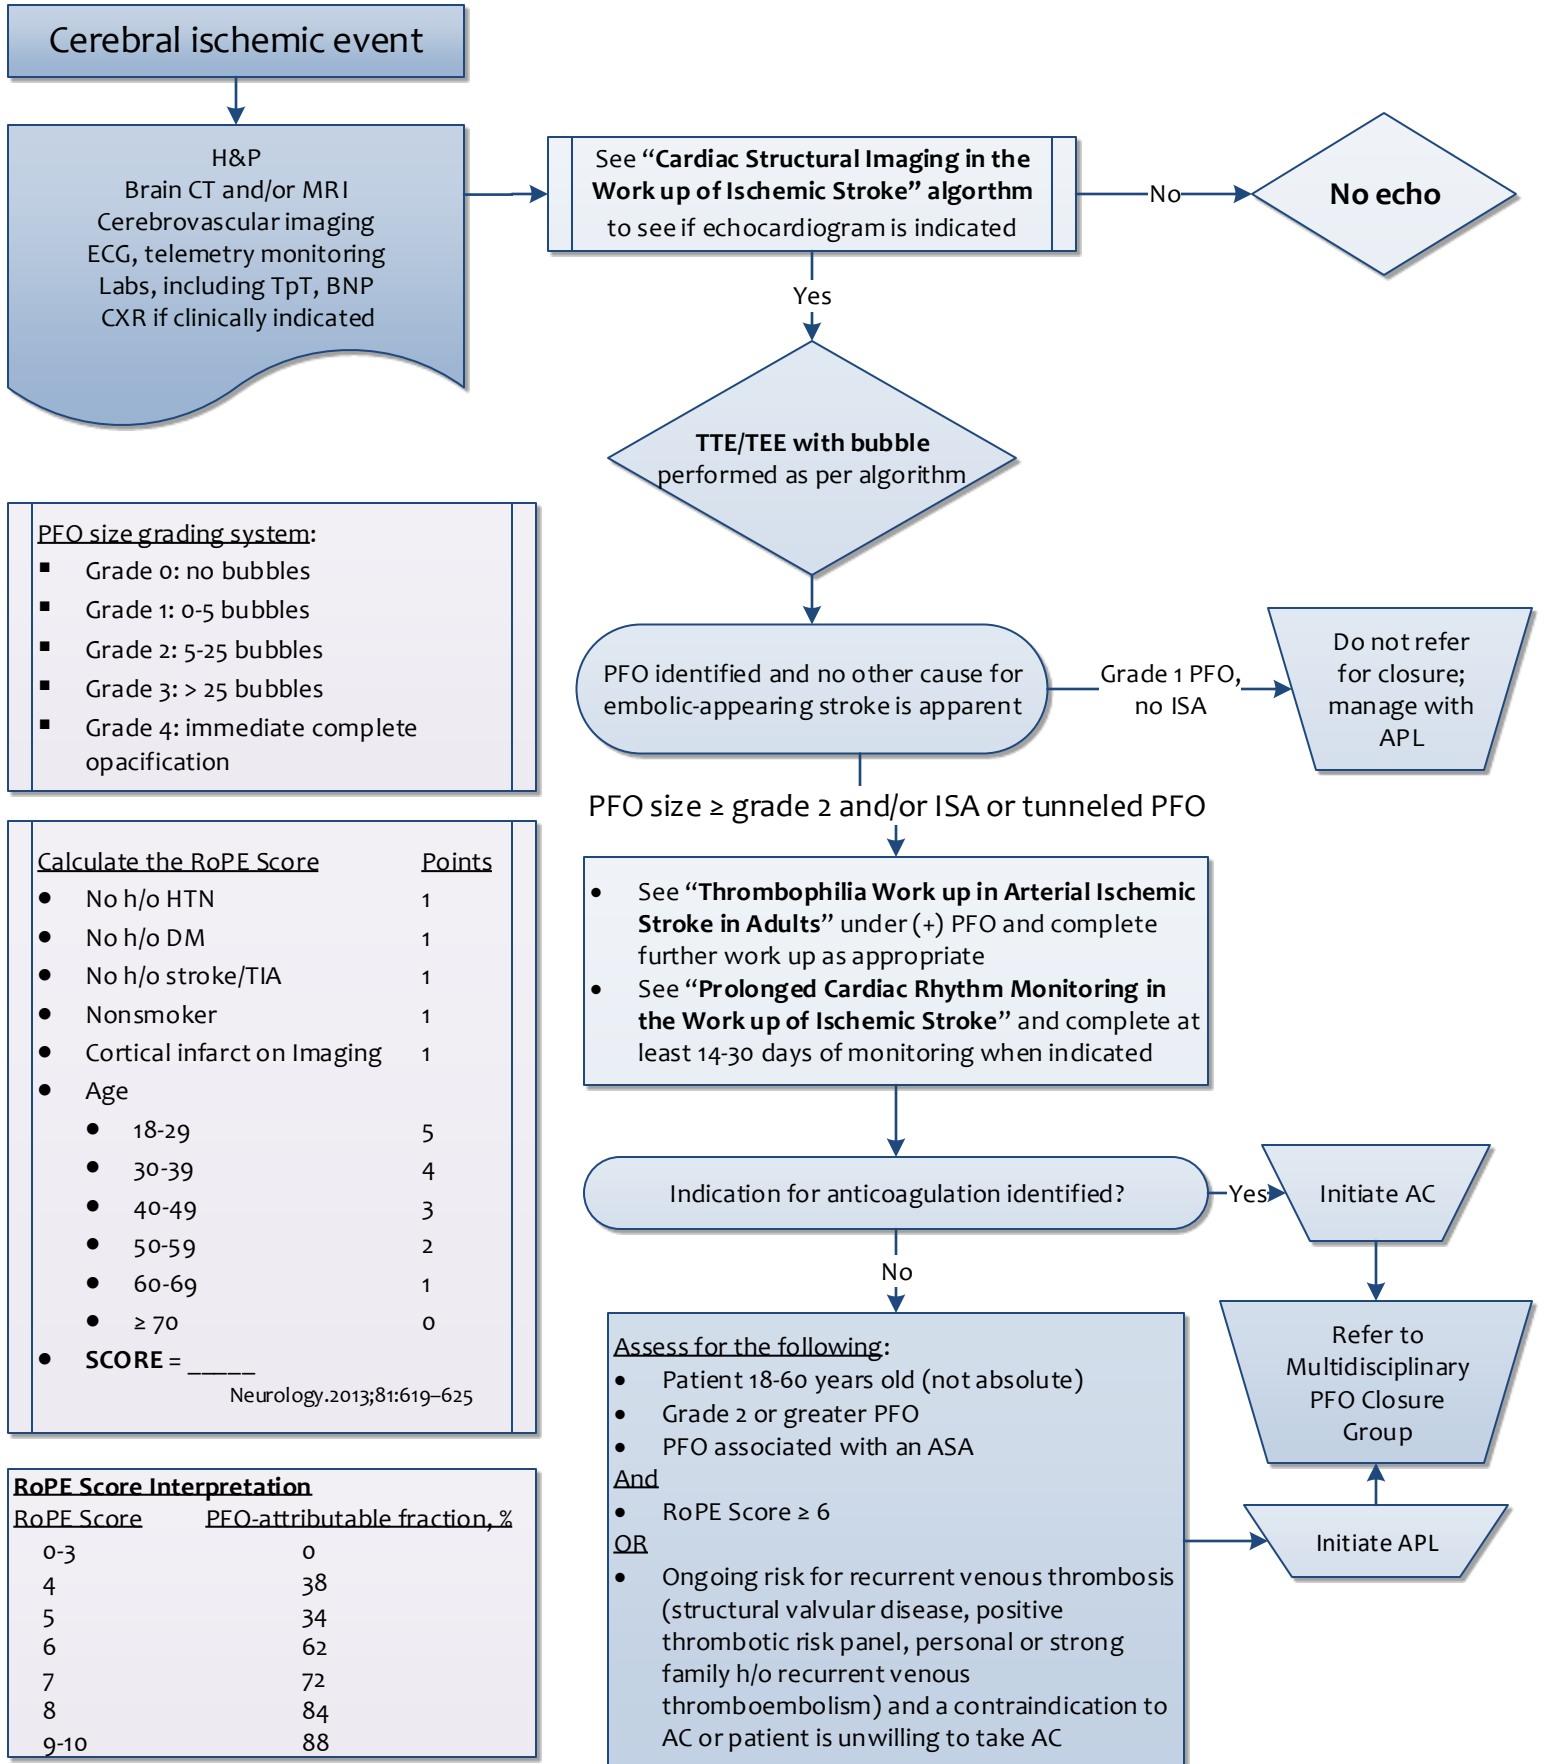 Cerebral ischemic event
H&P
Brain CT and/or MRI
Cerebrovascular imaging
ECG, telemetry monitoring
Labs, including TpT, BNP
CXR if clinically indicated
See “Cardiac Structural Imaging in the
Work up of Ischemic Stroke” algorthm
to see if echocardiogram is indicated
No
No echo
Yes
TTE/TEE with bubble
performed as per algorithm
PFO size grading system:
▪ Grade 0: no bubbles
▪ Grade 1: 0-5 bubbles
▪ Grade 2: 5-25 bubbles
▪ Grade 3: > 25 bubbles
▪ Grade 4: immediate complete
opacification
PFO identified and no other cause for
embolic-appearing stroke is apparent
Grade 1 PFO,
no ISA
Do not refer
for closure;
manage with
APL
PFO size ≥ grade 2 and/or ISA or tunneled PFO
Calculate the RoPE Score Points
• No h/o HTN 1
• No h/o DM 1
• No h/o stroke/TIA 1
• Nonsmoker 1
• Cortical infarct on Imaging 1
• Age
• 18-29 5
• 30-39 4
• 40-49 3
• 50-59 2
• 60-69 1
• ≥ 70 0
• SCORE = _____
Neurology.2013;81:619–625
• See “Thrombophilia Work up in Arterial Ischemic
Stroke in Adults” under (+) PFO and complete
further work up as appropriate
• See “Prolonged Cardiac Rhythm Monitoring in
the Work up of Ischemic Stroke” and complete at
least 14-30 days of monitoring when indicated
Indication for anticoagulation identified?
Yes
Initiate AC
No
Refer to
Multidisciplinary
PFO Closure
Group
Assess for the following:
• Patient 18-60 years old (not absolute)
• Grade 2 or greater PFO
• PFO associated with an ASA
And
• RoPE Score ≥ 6
OR
• Ongoing risk for recurrent venous thrombosis
(structural valvular disease, positive
thrombotic risk panel, personal or strong
family h/o recurrent venous
thromboembolism) and a contraindication to
AC or patient is unwilling to take AC
Initiate APL
RoPE Score Interpretation
RoPE Score PFO-attributable fraction, %
0-3 0
4 38
5 34
6 62
7 72
8 84
9-10 88